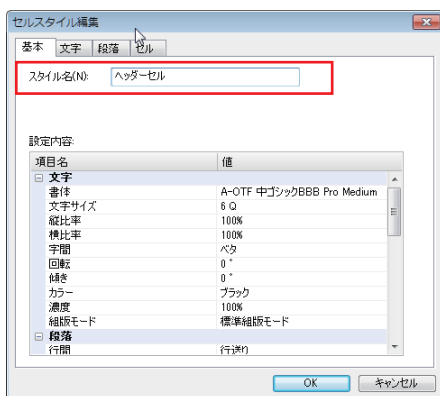 セルスタイル編集
基本 文字 段落 セル
スタイル名(N): ヘッダーセル
設定内容:
項目名 値
文字
書体 A-OTF 中ゴシックBBB Pro Medium
文字サイズ 6 Q
縦比率 100%
横比率 100%
字間 ベタ
回転 0 °
傾き 0 °
カラー ブラック
濃度 100%
組版モード 標準組版モード
段落
行間 行送り
OK キャンセル